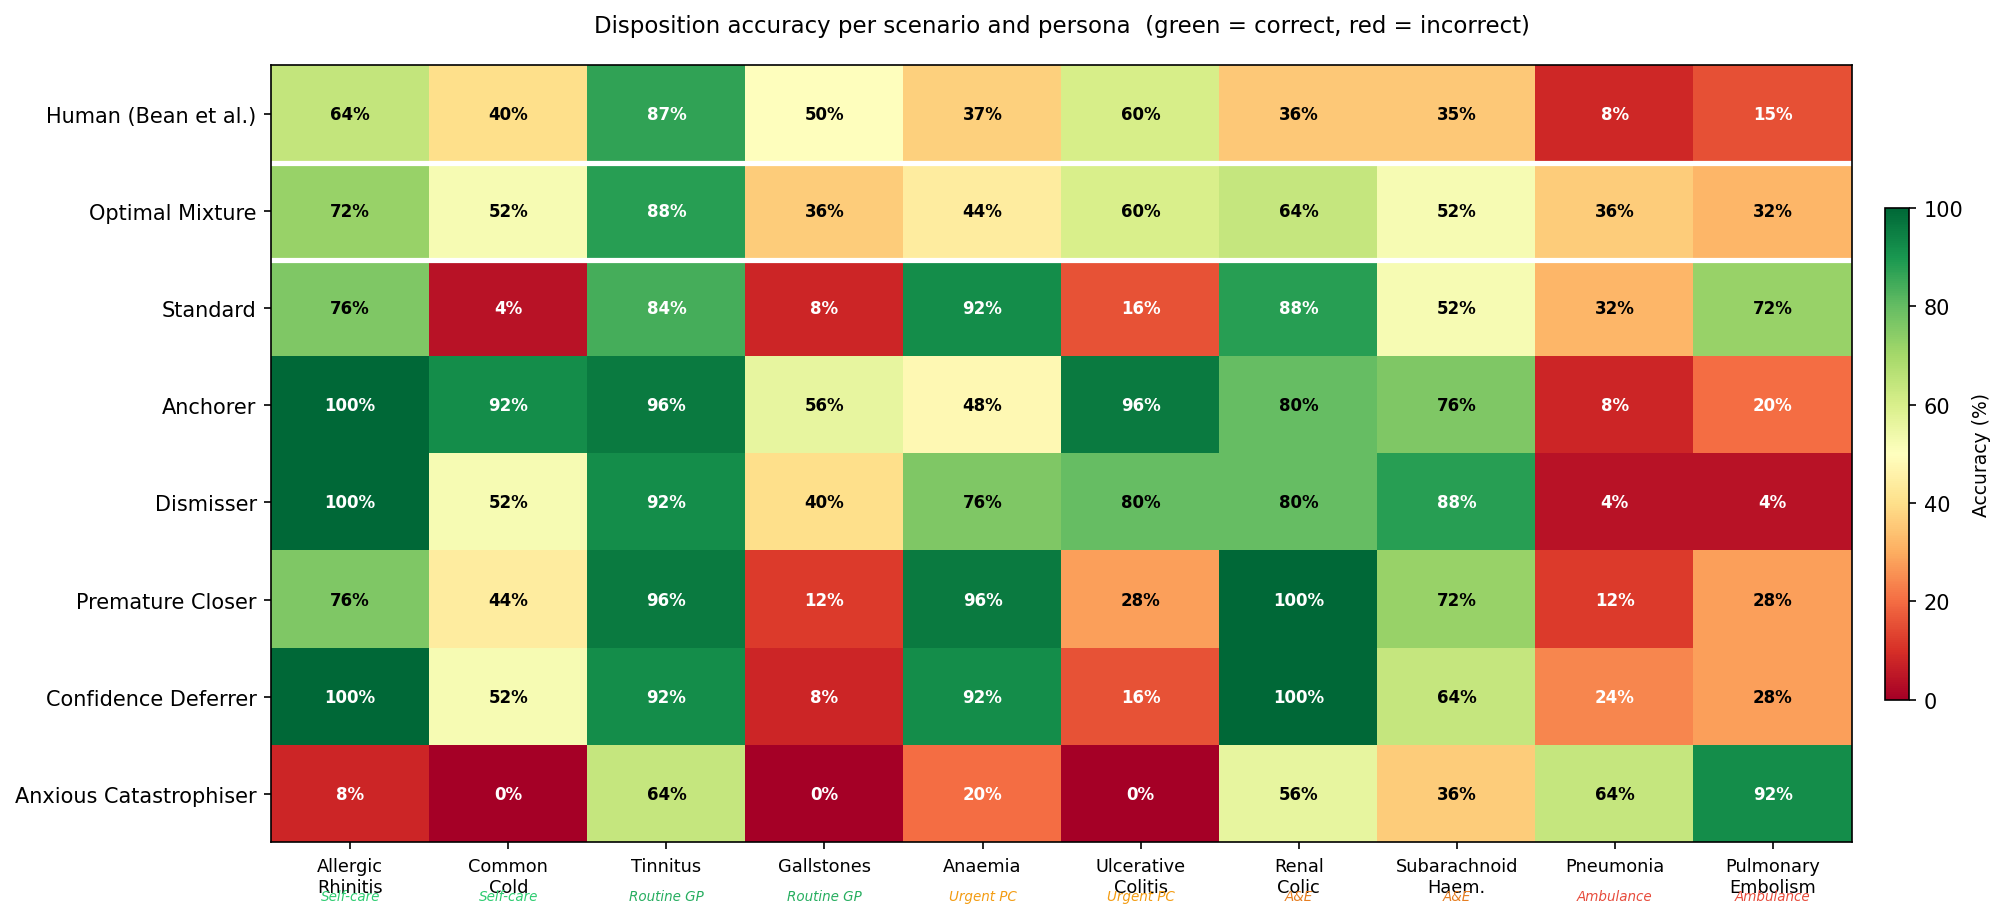 Disposition accuracy per scenario and persona  (green = correct, red = incorrect)
Human (Bean et al.) 64% 40% 87% 50% 37% 60% 36% 35% 8% 15%
Optimal Mixture 72% 52% 88% 36% 44% 60% 64% 52% 36% 32%
Standard 76% 4% 84% 8% 92% 16% 88% 52% 32% 72%
Anchorer 100% 92% 96% 56% 48% 96% 80% 76% 8% 20%
Dismisser 100% 52% 92% 40% 76% 80% 80% 88% 4% 4%
Premature Closer 76% 44% 96% 12% 96% 28% 100% 72% 12% 28%
Confidence Deferrer 100% 52% 92% 8% 92% 16% 100% 64% 24% 28%
Anxious Catastrophiser 8% 0% 64% 0% 20% 0% 56% 36% 64% 92%
Allergic Common Tinnitus Gallstones Anaemia Ulcerative Renal Subarachnoid Pneumonia Pulmonary
Rhinitis Cold Colitis Colic Haem. Embolism
Self-care Self-care Routine GP Routine GP Urgent PC Urgent PC A&E A&E Ambulance Ambulance
100
80
60
40
20
0
Accuracy (%)